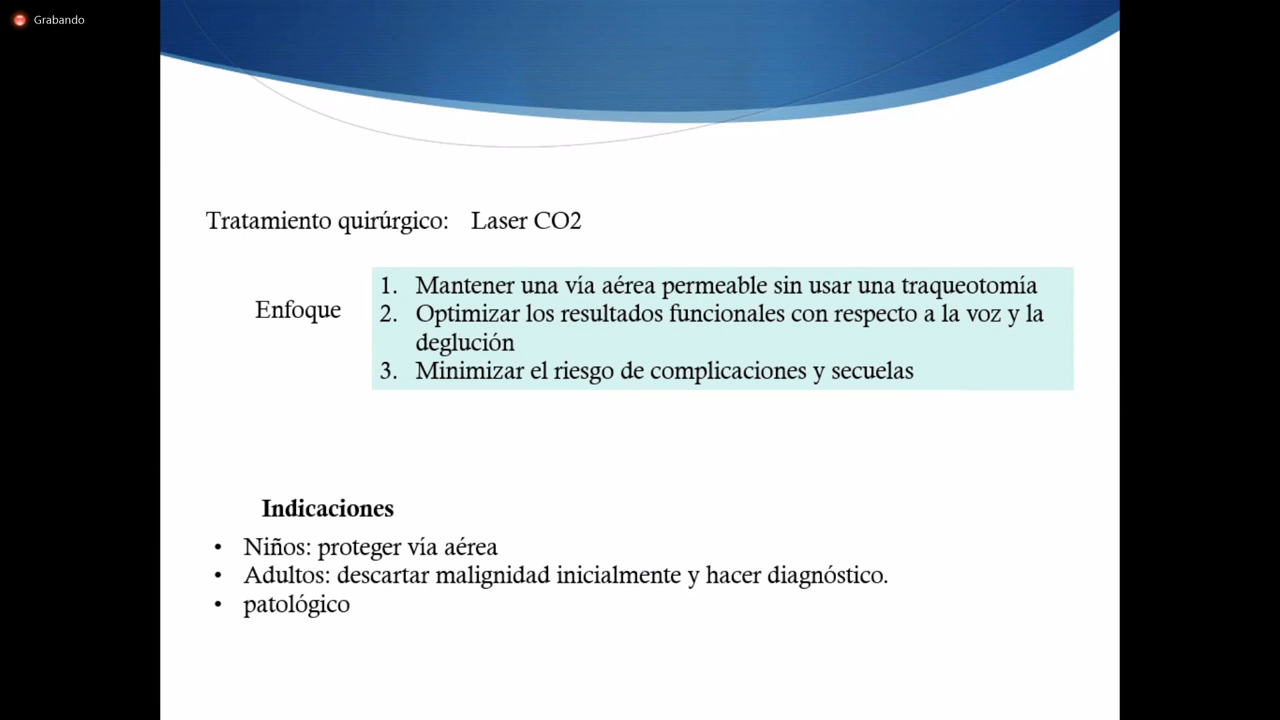 Grabando
Tratamiento quirúrgico: Laser CO2
Enfoque
1. Mantener una vía aérea permeable sin usar una traqueotomía
2. Optimizar los resultados funcionales con respecto a la voz y la
deglución
3. Minimizar el riesgo de complicaciones y secuelas
Indicaciones
• Niños: proteger vía aérea
• Adultos: descartar malignidad inicialmente y hacer diagnóstico.
• patológico